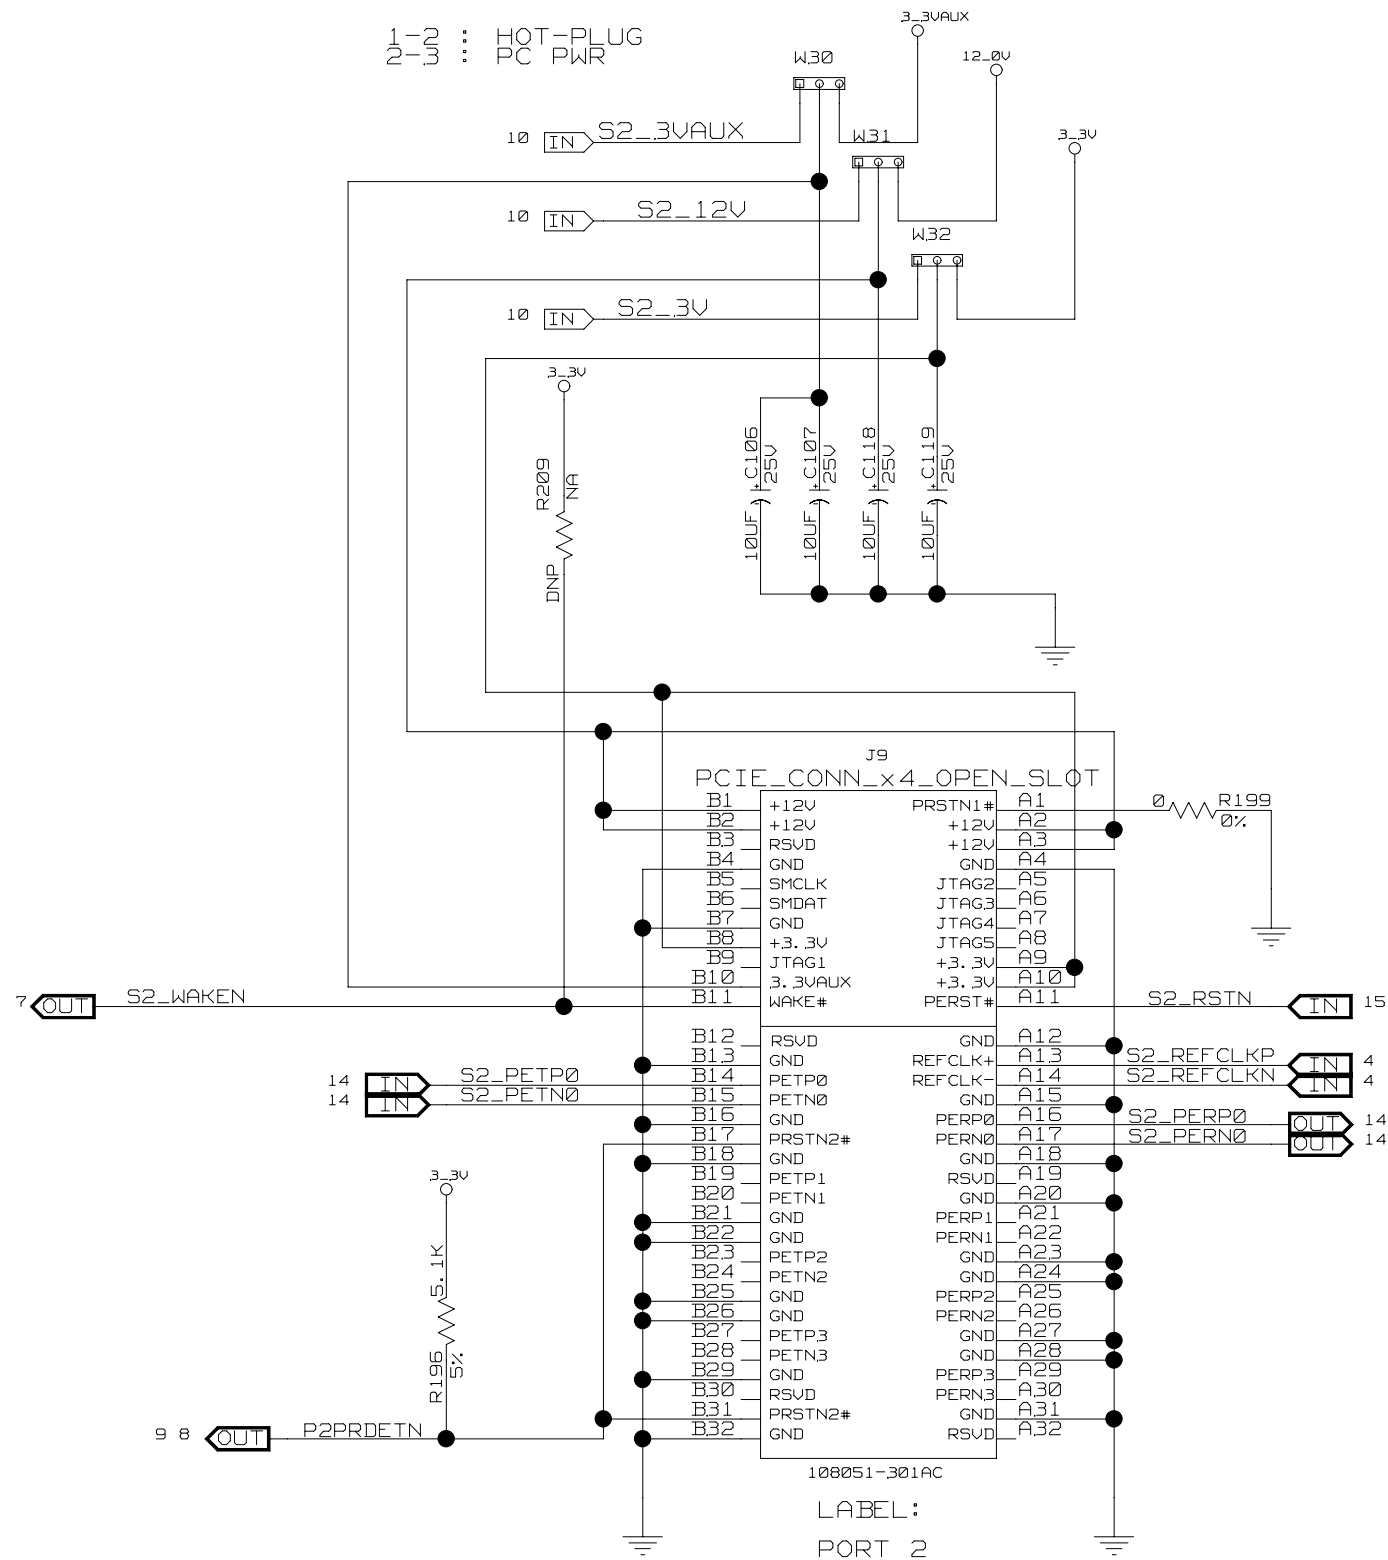 1-2 : HOT-PLUG
2-3 : PC PWR
3_3VAUX
W30
12_0V
10 IN S2_3VAUX
W31
3_3V
10 IN S2_12V
W32
10 IN S2_3V
3_3V
R209
NA
DNP
C106
25V
10UF
+
C107
25V
10UF
+
C118
25V
10UF
+
C119
25V
10UF
+
J9
PCIE_CONN_x4_OPEN_SLOT
B1 +12V PRSTN1# A1 0 R199
0%
B2 +12V +12V A2
B3 RSVD +12V A3
B4 GND GND A4
B5 SMCLK JTAG2 A5
B6 SMDAT JTAG3 A6
B7 GND JTAG4 A7
B8 +3.3V JTAG5 A8
B9 JTAG1 +3.3V A9
B10 3.3VAUX +3.3V A10
7 OUT S2_WAKEN B11 WAKE# PERST# A11 S2_RSTN IN 15
B12 RSVD GND A12
B13 GND REFCLK+ A13 S2_REFCLKP IN 4
14 IN S2_PETP0 B14 PETP0 REFCLK- A14 S2_REFCLKN IN 4
14 IN S2_PETN0 B15 PETN0 GND A15
B16 GND PERP0 A16 S2_PERP0 OUT 14
B17 PRSTN2# PERN0 A17 S2_PERN0 OUT 14
B18 GND GND A18
B19 PETP1 RSVD A19
B20 PETN1 GND A20
B21 GND PERP1 A21
B22 GND PERN1 A22
B23 PETP2 GND A23
B24 PETN2 GND A24
B25 GND PERP2 A25
B26 GND PERN2 A26
B27 PETP3 GND A27
B28 PETN3 GND A28
B29 GND PERP3 A29
B30 RSVD PERN3 A30
B31 PRSTN2# GND A31
B32 GND RSVD A32
3_3V
5.1K
R196
5%
9 8 OUT P2PRDETN
108051-301AC
LABEL:
PORT 2